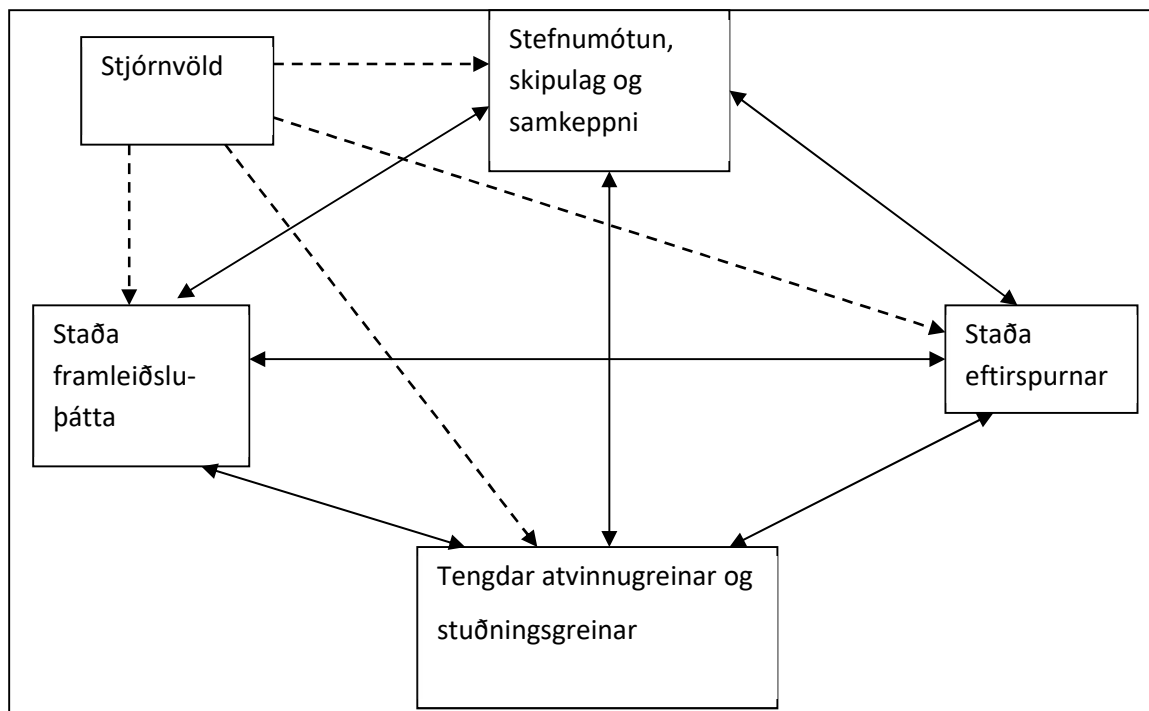 Stjórnvöld
Stefnumótun,
skipulag og
samkeppni
Staða
framleiðslu-
þátta
Staða
eftirspurnar
Tengdar atvinnugreinar og
stuðningsgreinar